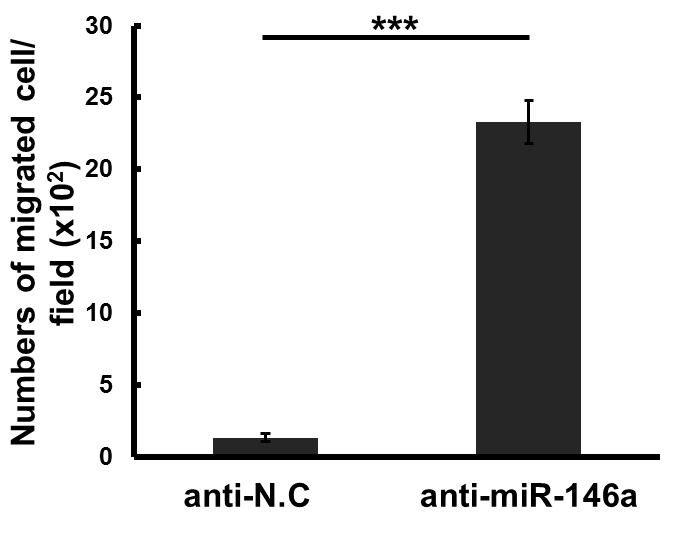 ***
30
25
20
15
10
5
0
Numbers of migrated cell/
field (x10²)
anti-N.C
anti-miR-146a